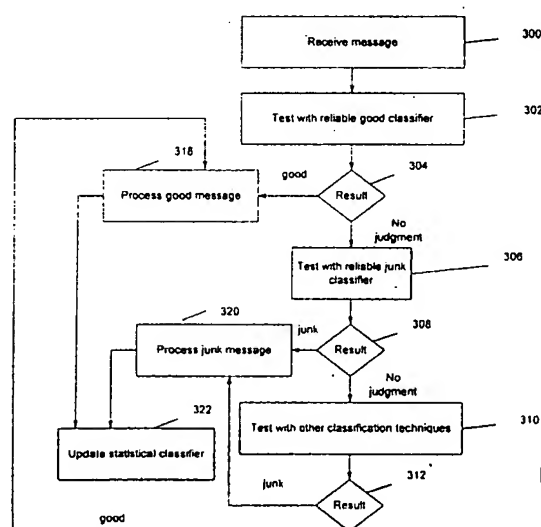 Receive message
300
Test with reliable good classifier
302
318
304
good
Result
Process good message
No
judgment
Test with reliable junk
classifier
306
320
308
junk
Result
Process junk message
No
judgment
322
Test with other classification techniques
310
Update statistical classifier
junk
312
Result
good